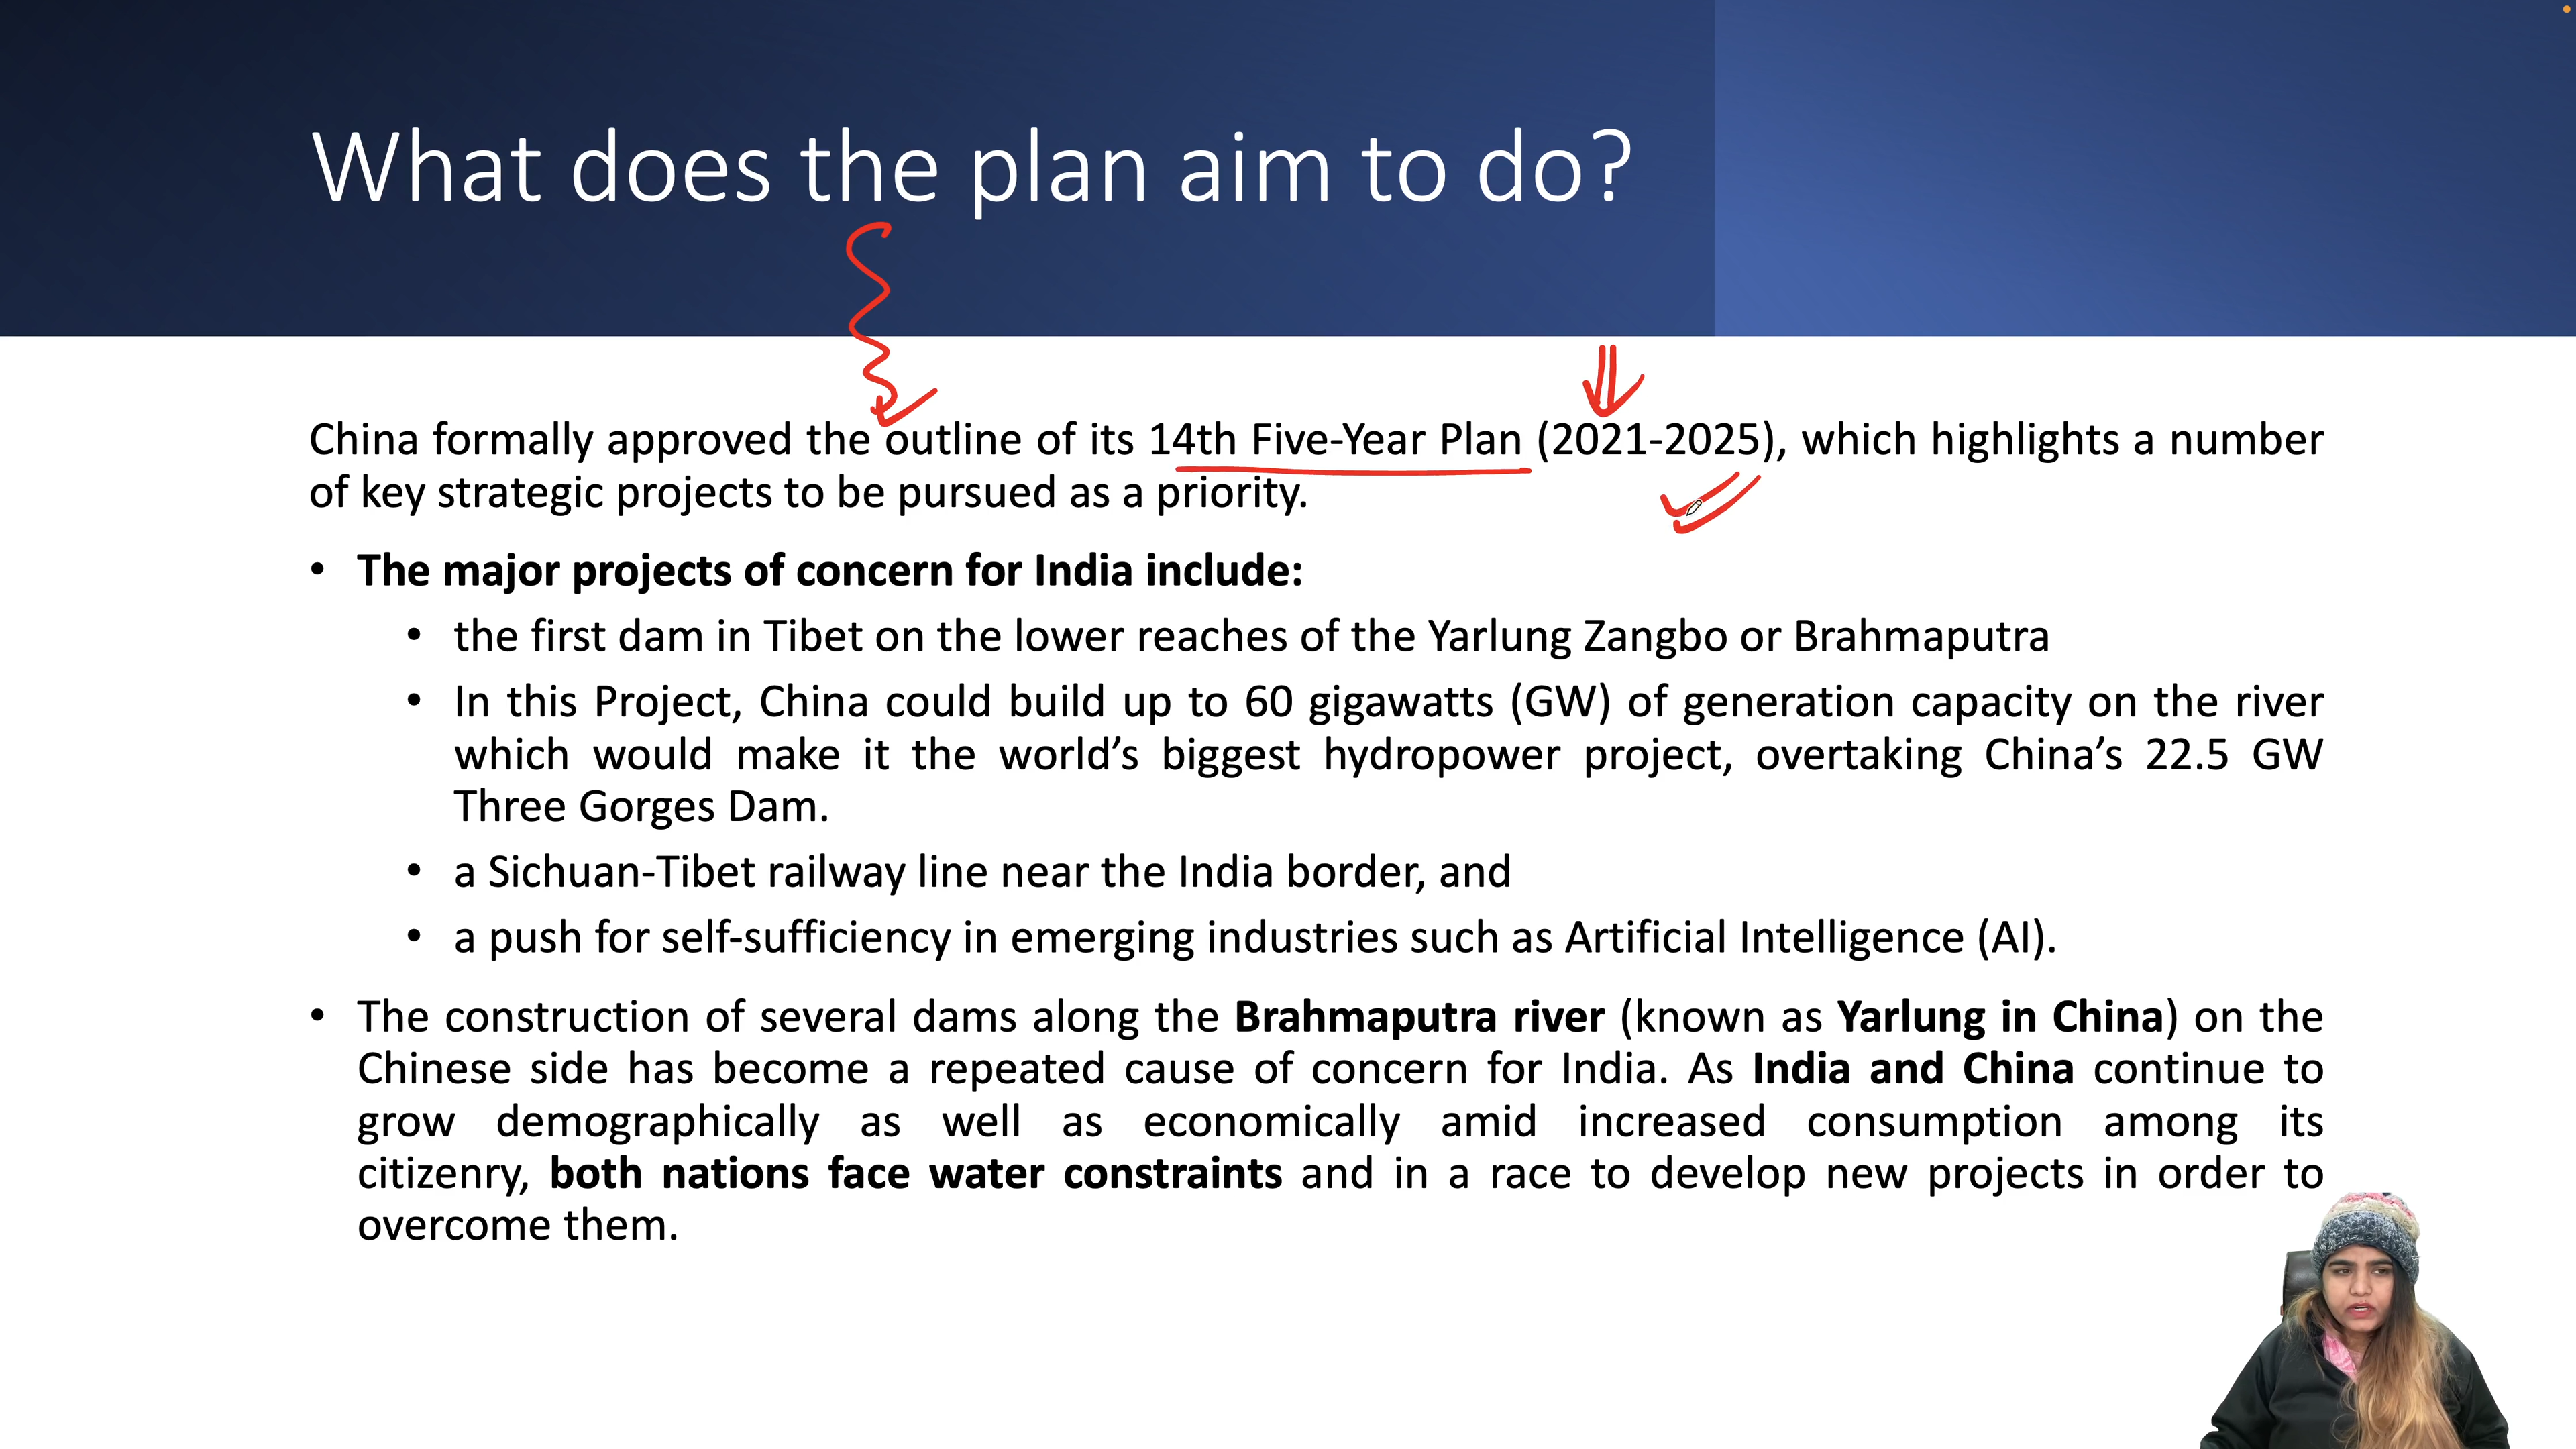 What does the plan aim to do?
China formally approved the outline of its 14th Five-Year Plan (2021-2025), which highlights a number
of key strategic projects to be pursued as a priority.
• The major projects of concern for India include:
• the first dam in Tibet on the lower reaches of the Yarlung Zangbo or Brahmaputra
• In this Project, China could build up to 60 gigawatts (GW) of generation capacity on the river
which would make it the world’s biggest hydropower project, overtaking China’s 22.5 GW
Three Gorges Dam.
• a Sichuan-Tibet railway line near the India border, and
• a push for self-sufficiency in emerging industries such as Artificial Intelligence (AI).
• The construction of several dams along the Brahmaputra river (known as Yarlung in China) on the
Chinese side has become a repeated cause of concern for India. As India and China continue to
grow demographically as well as economically amid increased consumption among its
citizenry, both nations face water constraints and in a race to develop new projects in order to
overcome them.